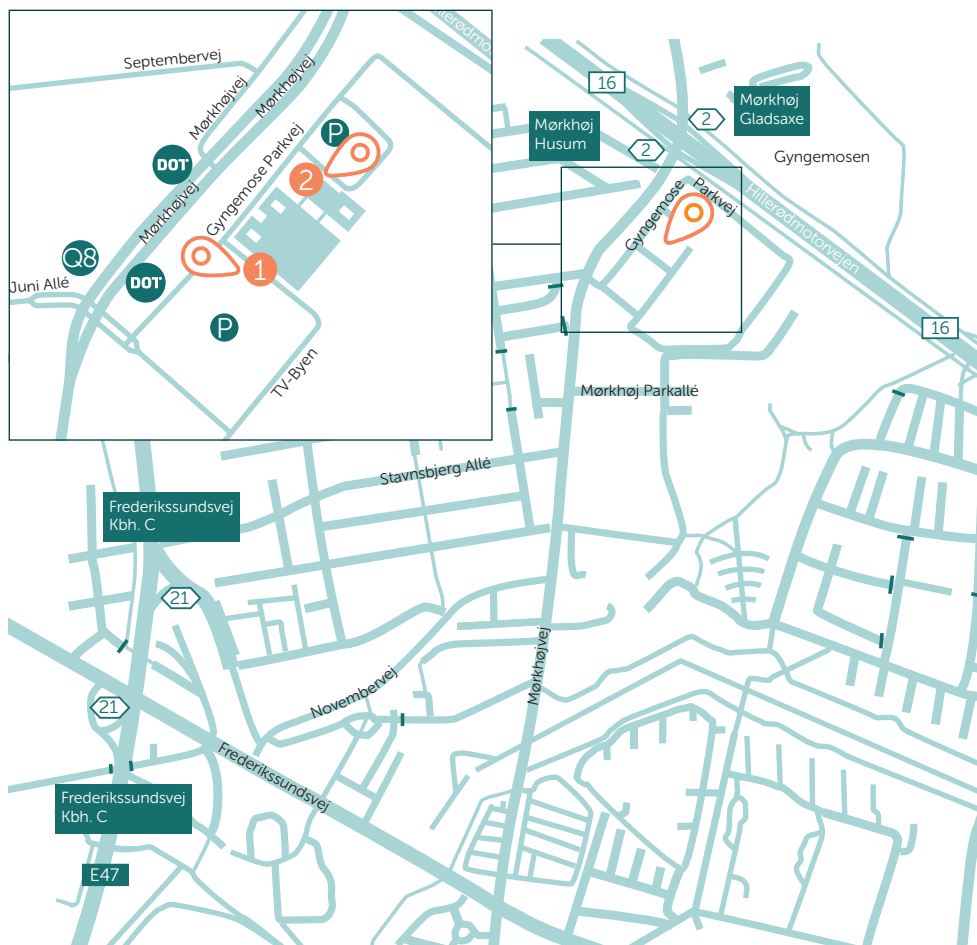 Hillerødmo
Septembervej
Mørkhøjvej
Mørkhøjvej
DOT
P
2
Gyngemose Parkvej
Mørkhøjvej
Q8
DOT
1
Juni Allé
P
TV-Byen
16
2
Mørkhøj
Gladsaxe
Mørkhøj
Husum
2
Gyngemosen
Gyngemose
Parkvej
Hillerødmotorvejen
16
Mørkhøj Parkallé
Stavnsbjerg Allé
Frederikssundsvej
Kbh. C
21
Mørkhøjvej
Novembervej
21
Frederikssundsvej
Frederikssundsvej
Kbh. C
E47